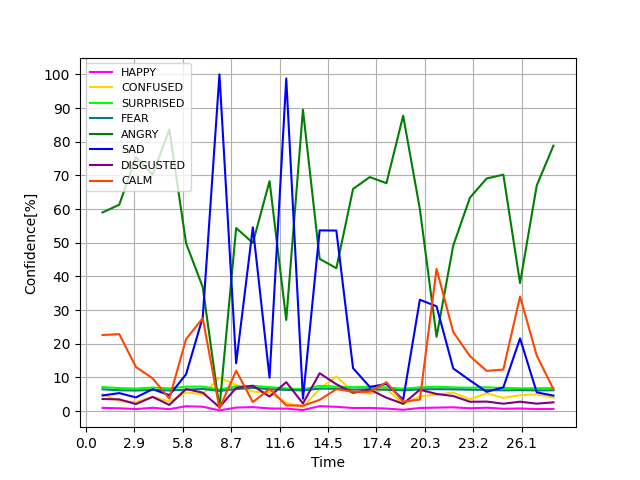 HAPPY
CONFUSED
SURPRISED
FEAR
ANGRY
SAD
DISGUSTED
CALM
Confidence[%]
100
90
80
70
60
50
40
30
20
10
0
0.0 2.9 5.8 8.7 11.6 14.5 17.4 20.3 23.2 26.1
Time